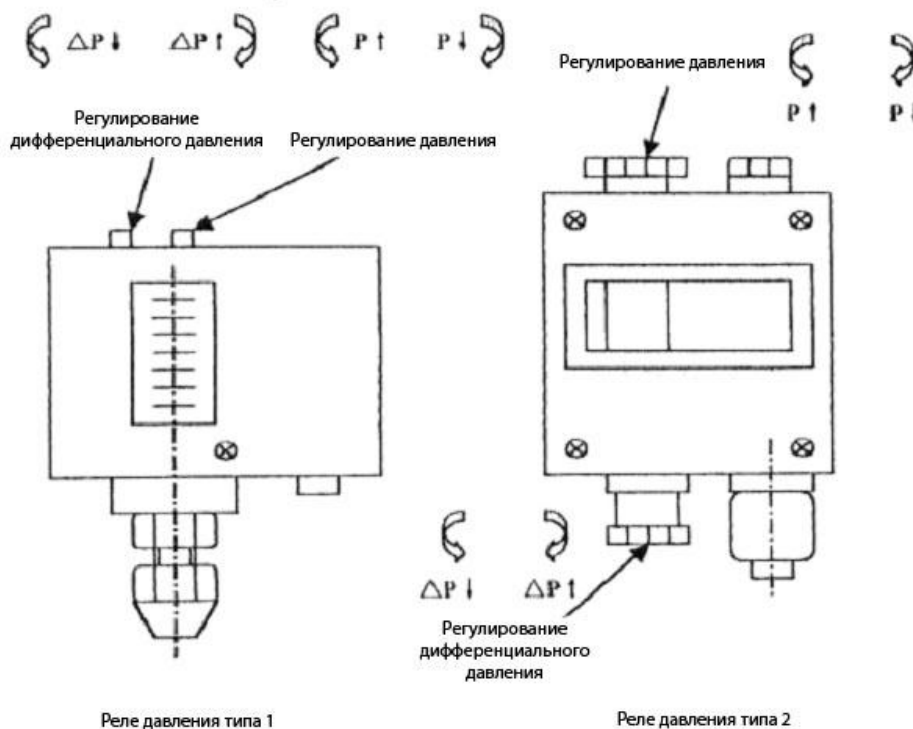 ΔP↓ ΔP↑ P↑ P↓
Регулирование давления
P↑ P↓
Регулирование
дифференциального давления
Регулирование давления
ΔP↓ ΔP↑
Регулирование
дифференциального
давления
Реле давления типа 1
Реле давления типа 2